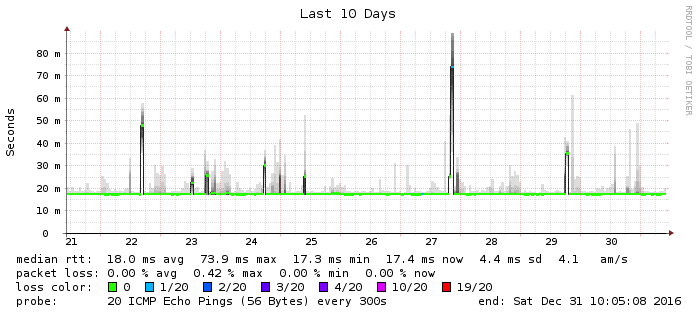 Last 10 Days
RRDTOOL / TOBI OETIKER
Seconds
80 m
70 m
60 m
50 m
40 m
30 m
20 m
10 m
0
21 22 23 24 25 26 27 28 29 30
median rtt: 18.0 ms avg 73.9 ms max 17.3 ms min 17.4 ms now 4.4 ms sd 4.1 am/s
packet loss: 0.00 % avg 0.42 % max 0.00 % min 0.00 % now
loss color: 0 1/20 2/20 3/20 4/20 10/20 19/20
probe: 20 ICMP Echo Pings (56 Bytes) every 300s end: Sat Dec 31 10:05:08 2016